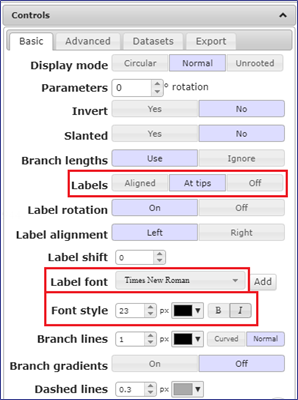 Controls
Basic Advanced Datasets Export
Display mode Circular Normal Unrooted
Parameters 0 ° rotation
Invert Yes No
Slanted Yes No
Branch lengths Use Ignore
Labels Aligned At tips Off
Label rotation On Off
Label alignment Left Right
Label shift 0
Label font Times New Roman Add
Font style 23 px B I
Branch lines 1 px Curved Normal
Branch gradients On Off
Dashed lines 0.3 px